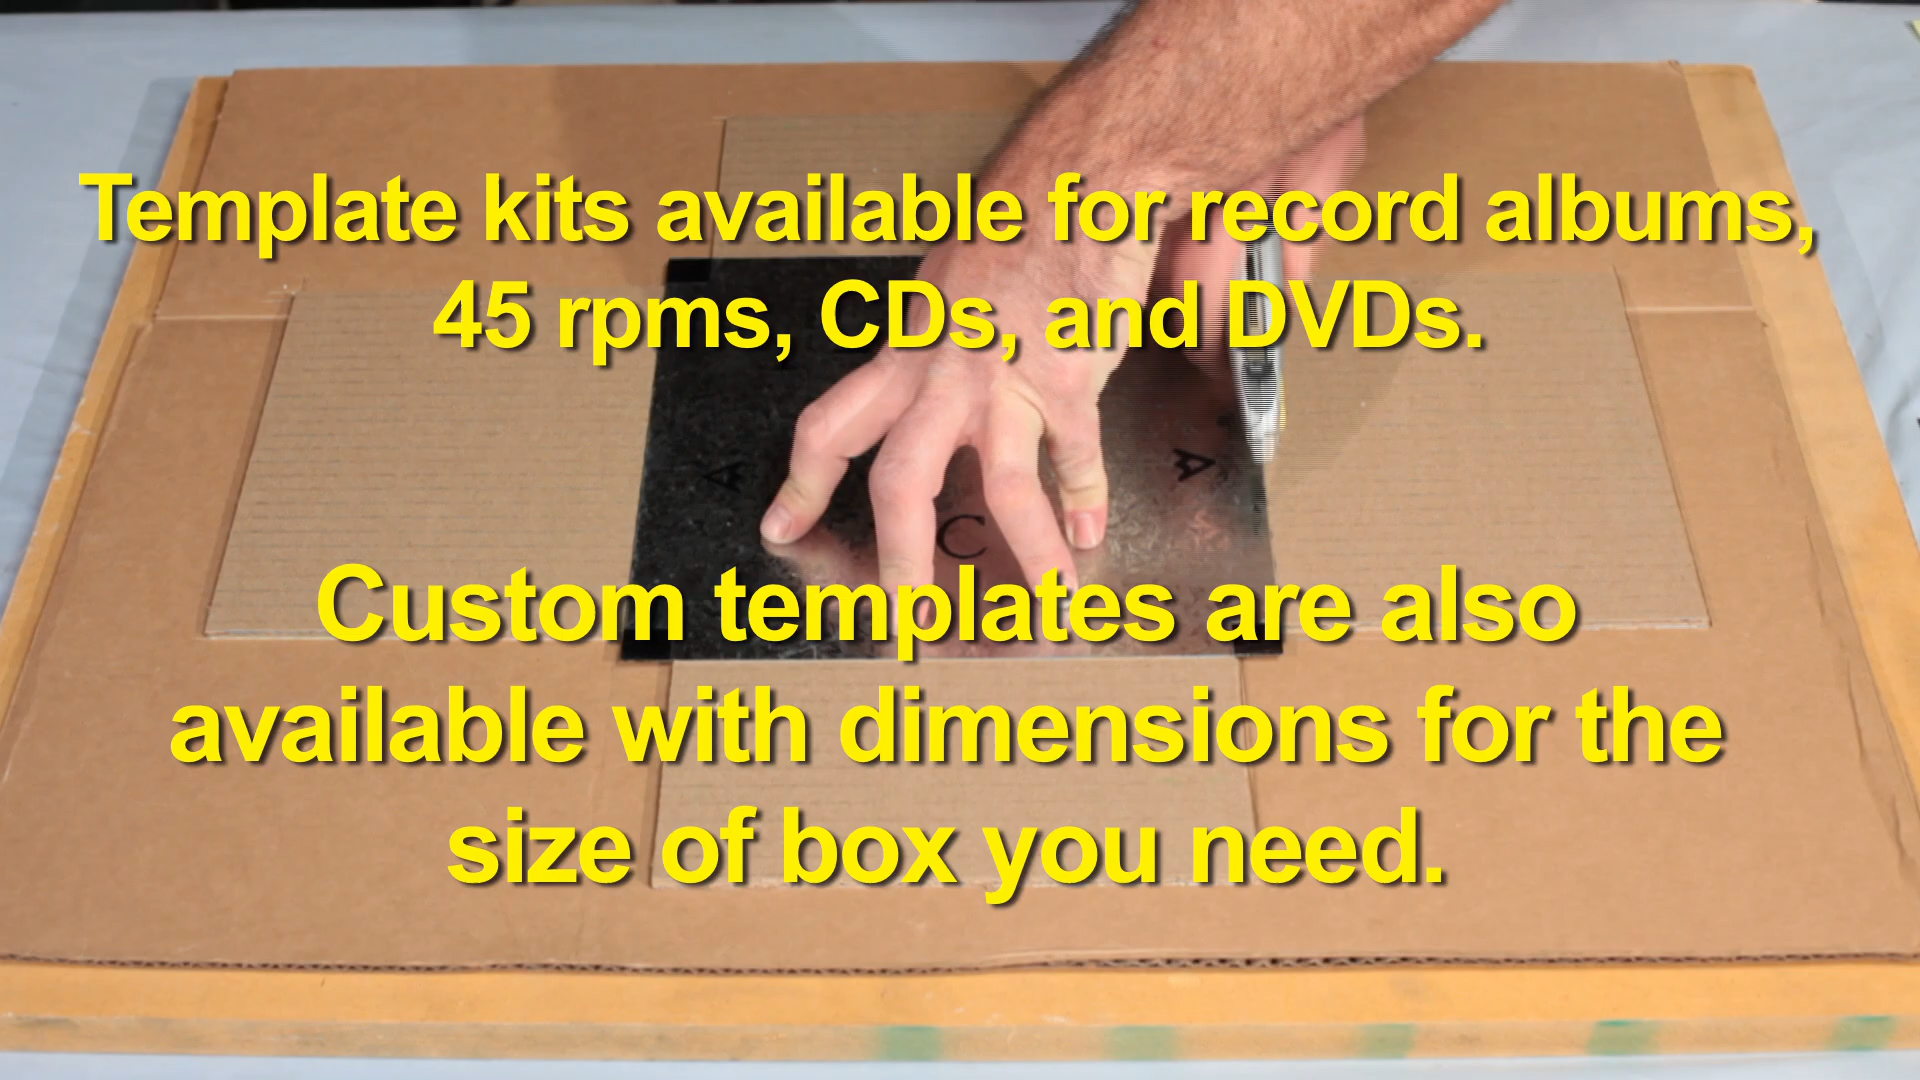 Template kits available for record albums,
45 rpms, CDs, and DVDs.
A
A
C
Custom templates are also
available with dimensions for the
size of box you need.